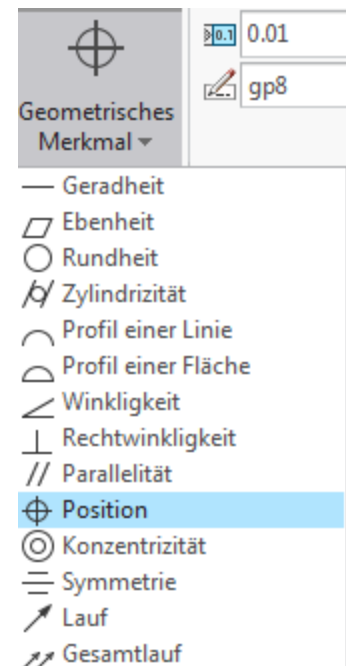 0.01
gp8
Geometrisches
Merkmal
Geradheit
Ebenheit
Rundheit
Zylindrizität
Profil einer Linie
Profil einer Fläche
Winkligkeit
Rechtwinkligkeit
Parallelität
Position
Konzentrizität
Symmetrie
Lauf
Gesamtlauf